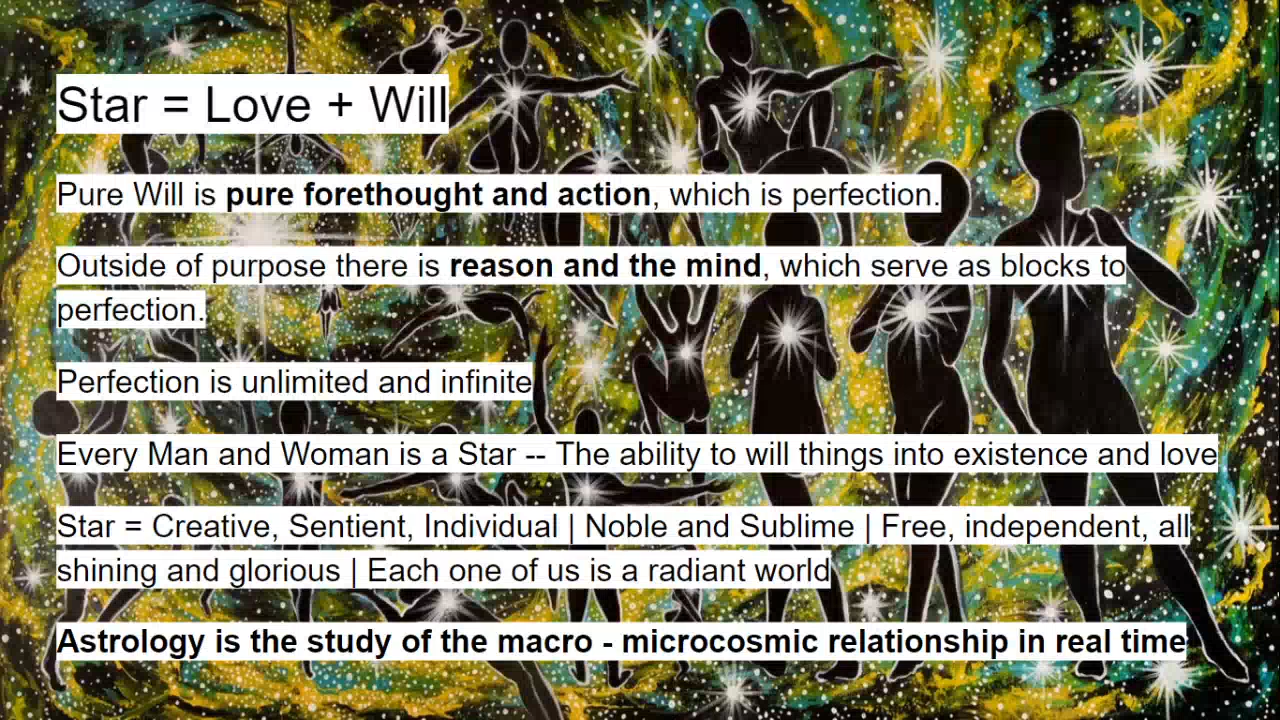 Star = Love + Will
Pure Will is pure forethought and action, which is perfection.
Outside of purpose there is reason and the mind, which serve as blocks to
perfection.
Perfection is unlimited and infinite
Every Man and Woman is a Star -- The ability to will things into existence and love
Star = Creative, Sentient, Individual | Noble and Sublime | Free, independent, all
shining and glorious | Each one of us is a radiant world
Astrology is the study of the macro - microcosmic relationship in real time